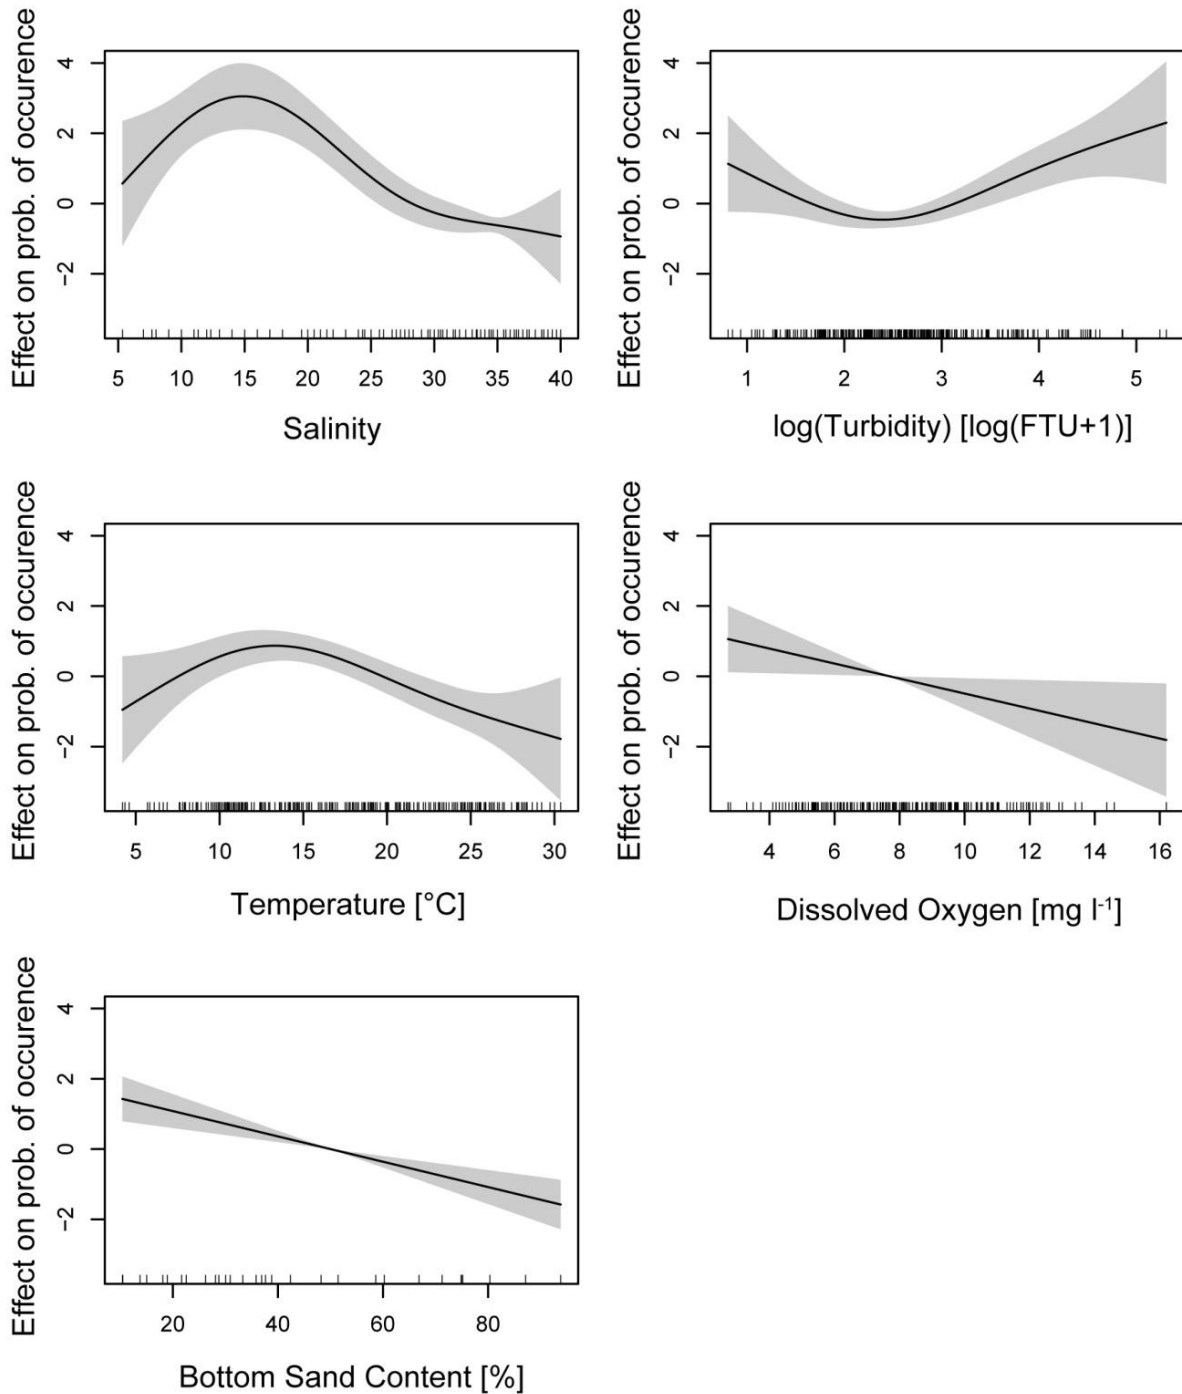 Effect on prob. of occurence
4
2
0
−2
5 10 15 20 25 30 35 40
Salinity
Effect on prob. of occurence
4
2
0
−2
1 2 3 4 5
log(Turbidity) [log(FTU+1)]
Effect on prob. of occurence
4
2
0
−2
5 10 15 20 25 30
Temperature [°C]
Effect on prob. of occurence
4
2
0
−2
4 6 8 10 12 14 16
Dissolved Oxygen [mg l⁻¹]
Effect on prob. of occurence
4
2
0
−2
20 40 60 80
Bottom Sand Content [%]